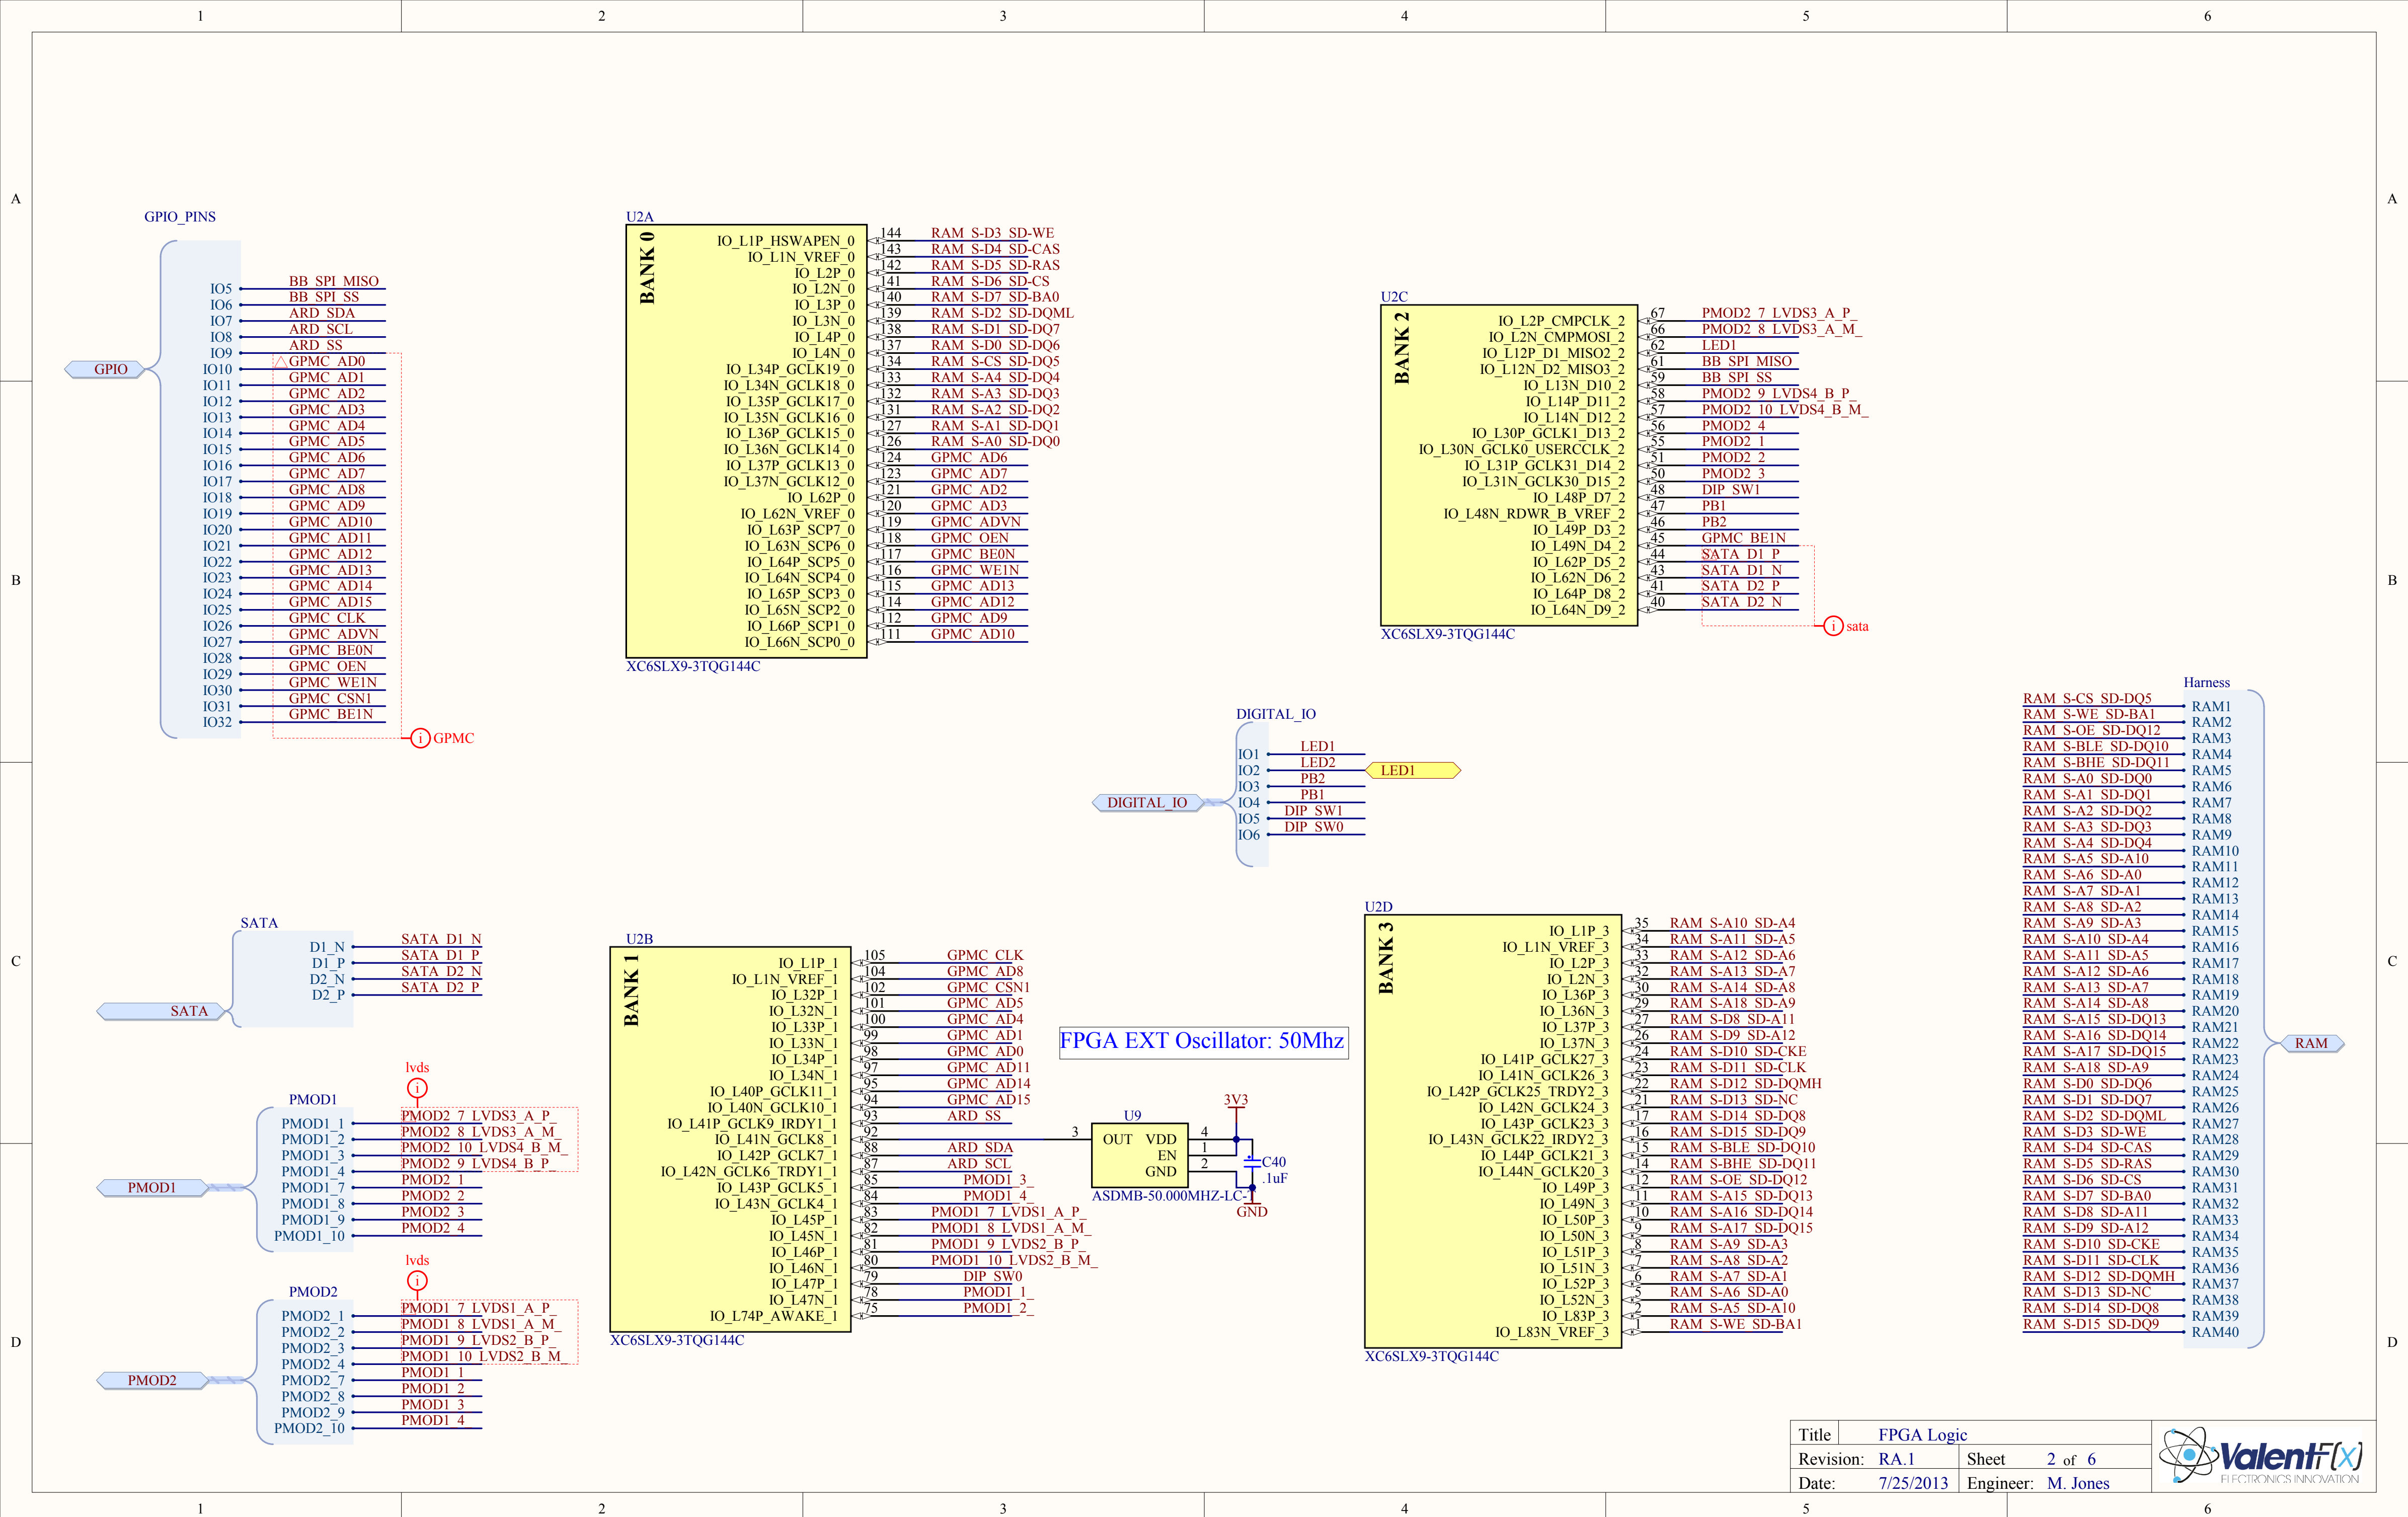 1 2 3 4 5 6
A A
B B
C C
D D
GPIO_PINS
GPIO
IO5 BB_SPI_MISO
IO6 BB_SPI_SS
IO7 ARD_SDA
IO8 ARD_SCL
IO9 ARD_SS
IO10 GPMC_AD0
IO11 GPMC_AD1
IO12 GPMC_AD2
IO13 GPMC_AD3
IO14 GPMC_AD4
IO15 GPMC_AD5
IO16 GPMC_AD6
IO17 GPMC_AD7
IO18 GPMC_AD8
IO19 GPMC_AD9
IO20 GPMC_AD10
IO21 GPMC_AD11
IO22 GPMC_AD12
IO23 GPMC_AD13
IO24 GPMC_AD14
IO25 GPMC_AD15
IO26 GPMC_CLK
IO27 GPMC_ADVN
IO28 GPMC_BE0N
IO29 GPMC_OEN
IO30 GPMC_WE1N
IO31 GPMC_CSN1
IO32 GPMC_BE1N
i GPMC
U2A
BANK 0
IO_L1P_HSWAPEN_0 144 RAM_S-D3_SD-WE
IO_L1N_VREF_0 143 RAM_S-D4_SD-CAS
IO_L2P_0 142 RAM_S-D5_SD-RAS
IO_L2N_0 141 RAM_S-D6_SD-CS
IO_L3P_0 140 RAM_S-D7_SD-BA0
IO_L3N_0 139 RAM_S-D2_SD-DQML
IO_L4P_0 138 RAM_S-D1_SD-DQ7
IO_L4N_0 137 RAM_S-D0_SD-DQ6
IO_L34P_GCLK19_0 134 RAM_S-CS_SD-DQ5
IO_L34N_GCLK18_0 133 RAM_S-A4_SD-DQ4
IO_L35P_GCLK17_0 132 RAM_S-A3_SD-DQ3
IO_L35N_GCLK16_0 131 RAM_S-A2_SD-DQ2
IO_L36P_GCLK15_0 127 RAM_S-A1_SD-DQ1
IO_L36N_GCLK14_0 126 RAM_S-A0_SD-DQ0
IO_L37P_GCLK13_0 124 GPMC_AD6
IO_L37N_GCLK12_0 123 GPMC_AD7
IO_L62P_0 121 GPMC_AD2
IO_L62N_VREF_0 120 GPMC_AD3
IO_L63P_SCP7_0 119 GPMC_ADVN
IO_L63N_SCP6_0 118 GPMC_OEN
IO_L64P_SCP5_0 117 GPMC_BE0N
IO_L64N_SCP4_0 116 GPMC_WE1N
IO_L65P_SCP3_0 115 GPMC_AD13
IO_L65N_SCP2_0 114 GPMC_AD12
IO_L66P_SCP1_0 112 GPMC_AD9
IO_L66N_SCP0_0 111 GPMC_AD10
XC6SLX9-3TQG144C
U2C
BANK 2
IO_L2P_CMPCLK_2 67 PMOD2_7_LVDS3_A_P_
IO_L2N_CMPMOSI_2 66 PMOD2_8_LVDS3_A_M_
IO_L12P_D1_MISO2_2 62 LED1
IO_L12N_D2_MISO3_2 61 BB_SPI_MISO
IO_L13N_D10_2 59 BB_SPI_SS
IO_L14P_D11_2 58 PMOD2_9_LVDS4_B_P_
IO_L14N_D12_2 57 PMOD2_10_LVDS4_B_M_
IO_L30P_GCLK1_D13_2 56 PMOD2_4
IO_L30N_GCLK0_USERCCLK_2 55 PMOD2_1
IO_L31P_GCLK31_D14_2 51 PMOD2_2
IO_L31N_GCLK30_D15_2 50 PMOD2_3
IO_L48P_D7_2 48 DIP_SW1
IO_L48N_RDWR_B_VREF_2 47 PB1
IO_L49P_D3_2 46 PB2
IO_L49N_D4_2 45 GPMC_BE1N
IO_L62P_D5_2 44 SATA_D1_P
IO_L62N_D6_2 43 SATA_D1_N
IO_L64P_D8_2 41 SATA_D2_P
IO_L64N_D9_2 40 SATA_D2_N
XC6SLX9-3TQG144C
i sata
DIGITAL_IO
DIGITAL_IO
IO1 LED1
IO2 LED2 LED1
IO3 PB2
IO4 PB1
IO5 DIP_SW1
IO6 DIP_SW0
Harness
RAM_S-CS_SD-DQ5 RAM1
RAM_S-WE_SD-BA1 RAM2
RAM_S-OE_SD-DQ12 RAM3
RAM_S-BLE_SD-DQ10 RAM4
RAM_S-BHE_SD-DQ11 RAM5
RAM_S-A0_SD-DQ0 RAM6
RAM_S-A1_SD-DQ1 RAM7
RAM_S-A2_SD-DQ2 RAM8
RAM_S-A3_SD-DQ3 RAM9
RAM_S-A4_SD-DQ4 RAM10
RAM_S-A5_SD-A10 RAM11
RAM_S-A6_SD-A0 RAM12
RAM_S-A7_SD-A1 RAM13
RAM_S-A8_SD-A2 RAM14
RAM_S-A9_SD-A3 RAM15
RAM_S-A10_SD-A4 RAM16
RAM_S-A11_SD-A5 RAM17
RAM_S-A12_SD-A6 RAM18
RAM_S-A13_SD-A7 RAM19
RAM_S-A14_SD-A8 RAM20
RAM_S-A15_SD-DQ13 RAM21
RAM_S-A16_SD-DQ14 RAM22
RAM_S-A17_SD-DQ15 RAM23
RAM_S-A18_SD-A9 RAM24
RAM_S-D0_SD-DQ6 RAM25
RAM_S-D1_SD-DQ7 RAM26
RAM_S-D2_SD-DQML RAM27
RAM_S-D3_SD-WE RAM28
RAM_S-D4_SD-CAS RAM29
RAM_S-D5_SD-RAS RAM30
RAM_S-D6_SD-CS RAM31
RAM_S-D7_SD-BA0 RAM32
RAM_S-D8_SD-A11 RAM33
RAM_S-D9_SD-A12 RAM34
RAM_S-D10_SD-CKE RAM35
RAM_S-D11_SD-CLK RAM36
RAM_S-D12_SD-DQMH RAM37
RAM_S-D13_SD-NC RAM38
RAM_S-D14_SD-DQ8 RAM39
RAM_S-D15_SD-DQ9 RAM40
RAM
SATA
D1_N SATA_D1_N
D1_P SATA_D1_P
D2_N SATA_D2_N
D2_P SATA_D2_P
SATA
lvds
i
PMOD1
PMOD1_1 PMOD2_7_LVDS3_A_P_
PMOD1_2 PMOD2_8_LVDS3_A_M_
PMOD1_3 PMOD2_10_LVDS4_B_M_
PMOD1_4 PMOD2_9_LVDS4_B_P_
PMOD1_7 PMOD2_1
PMOD1_8 PMOD2_2
PMOD1_9 PMOD2_3
PMOD1_10 PMOD2_4
PMOD1
lvds
i
PMOD2
PMOD2_1 PMOD1_7_LVDS1_A_P_
PMOD2_2 PMOD1_8_LVDS1_A_M_
PMOD2_3 PMOD1_9_LVDS2_B_P_
PMOD2_4 PMOD1_10_LVDS2_B_M_
PMOD2_7 PMOD1_1
PMOD2_8 PMOD1_2
PMOD2_9 PMOD1_3
PMOD2_10 PMOD1_4
PMOD2
U2B
BANK 1
IO_L1P_1 105 GPMC_CLK
IO_L1N_VREF_1 104 GPMC_AD8
IO_L32P_1 102 GPMC_CSN1
IO_L32N_1 101 GPMC_AD5
IO_L33P_1 100 GPMC_AD4
IO_L33N_1 99 GPMC_AD1
IO_L34P_1 98 GPMC_AD0
IO_L34N_1 97 GPMC_AD11
IO_L40P_GCLK11_1 95 GPMC_AD14
IO_L40N_GCLK10_1 94 GPMC_AD15
IO_L41P_GCLK9_IRDY1_1 93 ARD_SS
IO_L41N_GCLK8_1 92
IO_L42P_GCLK7_1 88 ARD_SDA
IO_L42N_GCLK6_TRDY1_1 87 ARD_SCL
IO_L43P_GCLK5_1 85 PMOD1_3_
IO_L43N_GCLK4_1 84 PMOD1_4_
IO_L45P_1 83 PMOD1_7_LVDS1_A_P_
IO_L45N_1 82 PMOD1_8_LVDS1_A_M_
IO_L46P_1 81 PMOD1_9_LVDS2_B_P_
IO_L46N_1 80 PMOD1_10_LVDS2_B_M_
IO_L47P_1 79 DIP_SW0
IO_L47N_1 78 PMOD1_1_
IO_L74P_AWAKE_1 75 PMOD1_2_
XC6SLX9-3TQG144C
FPGA EXT Oscillator: 50Mhz
3V3
U9
3 OUT VDD 4
EN 1
GND 2
C40
.1uF
ASDMB-50.000MHZ-LC-T
GND
U2D
BANK 3
IO_L1P_3 35 RAM_S-A10_SD-A4
IO_L1N_VREF_3 34 RAM_S-A11_SD-A5
IO_L2P_3 33 RAM_S-A12_SD-A6
IO_L2N_3 32 RAM_S-A13_SD-A7
IO_L36P_3 30 RAM_S-A14_SD-A8
IO_L36N_3 29 RAM_S-A18_SD-A9
IO_L37P_3 27 RAM_S-D8_SD-A11
IO_L37N_3 26 RAM_S-D9_SD-A12
IO_L41P_GCLK27_3 24 RAM_S-D10_SD-CKE
IO_L41N_GCLK26_3 23 RAM_S-D11_SD-CLK
IO_L42P_GCLK25_TRDY2_3 22 RAM_S-D12_SD-DQMH
IO_L42N_GCLK24_3 21 RAM_S-D13_SD-NC
IO_L43P_GCLK23_3 17 RAM_S-D14_SD-DQ8
IO_L43N_GCLK22_IRDY2_3 16 RAM_S-D15_SD-DQ9
IO_L44P_GCLK21_3 15 RAM_S-BLE_SD-DQ10
IO_L44N_GCLK20_3 14 RAM_S-BHE_SD-DQ11
IO_L49P_3 12 RAM_S-OE_SD-DQ12
IO_L49N_3 11 RAM_S-A15_SD-DQ13
IO_L50P_3 10 RAM_S-A16_SD-DQ14
IO_L50N_3 9 RAM_S-A17_SD-DQ15
IO_L51P_3 8 RAM_S-A9_SD-A3
IO_L51N_3 7 RAM_S-A8_SD-A2
IO_L52P_3 6 RAM_S-A7_SD-A1
IO_L52N_3 5 RAM_S-A6_SD-A0
IO_L83P_3 2 RAM_S-A5_SD-A10
IO_L83N_VREF_3 1 RAM_S-WE_SD-BA1
XC6SLX9-3TQG144C
Title FPGA Logic
Revision: RA.1 Sheet 2 of 6
Date: 7/25/2013 Engineer: M. Jones
ValentF(x)
ELECTRONICS INNOVATION
1 2 3 4 5 6